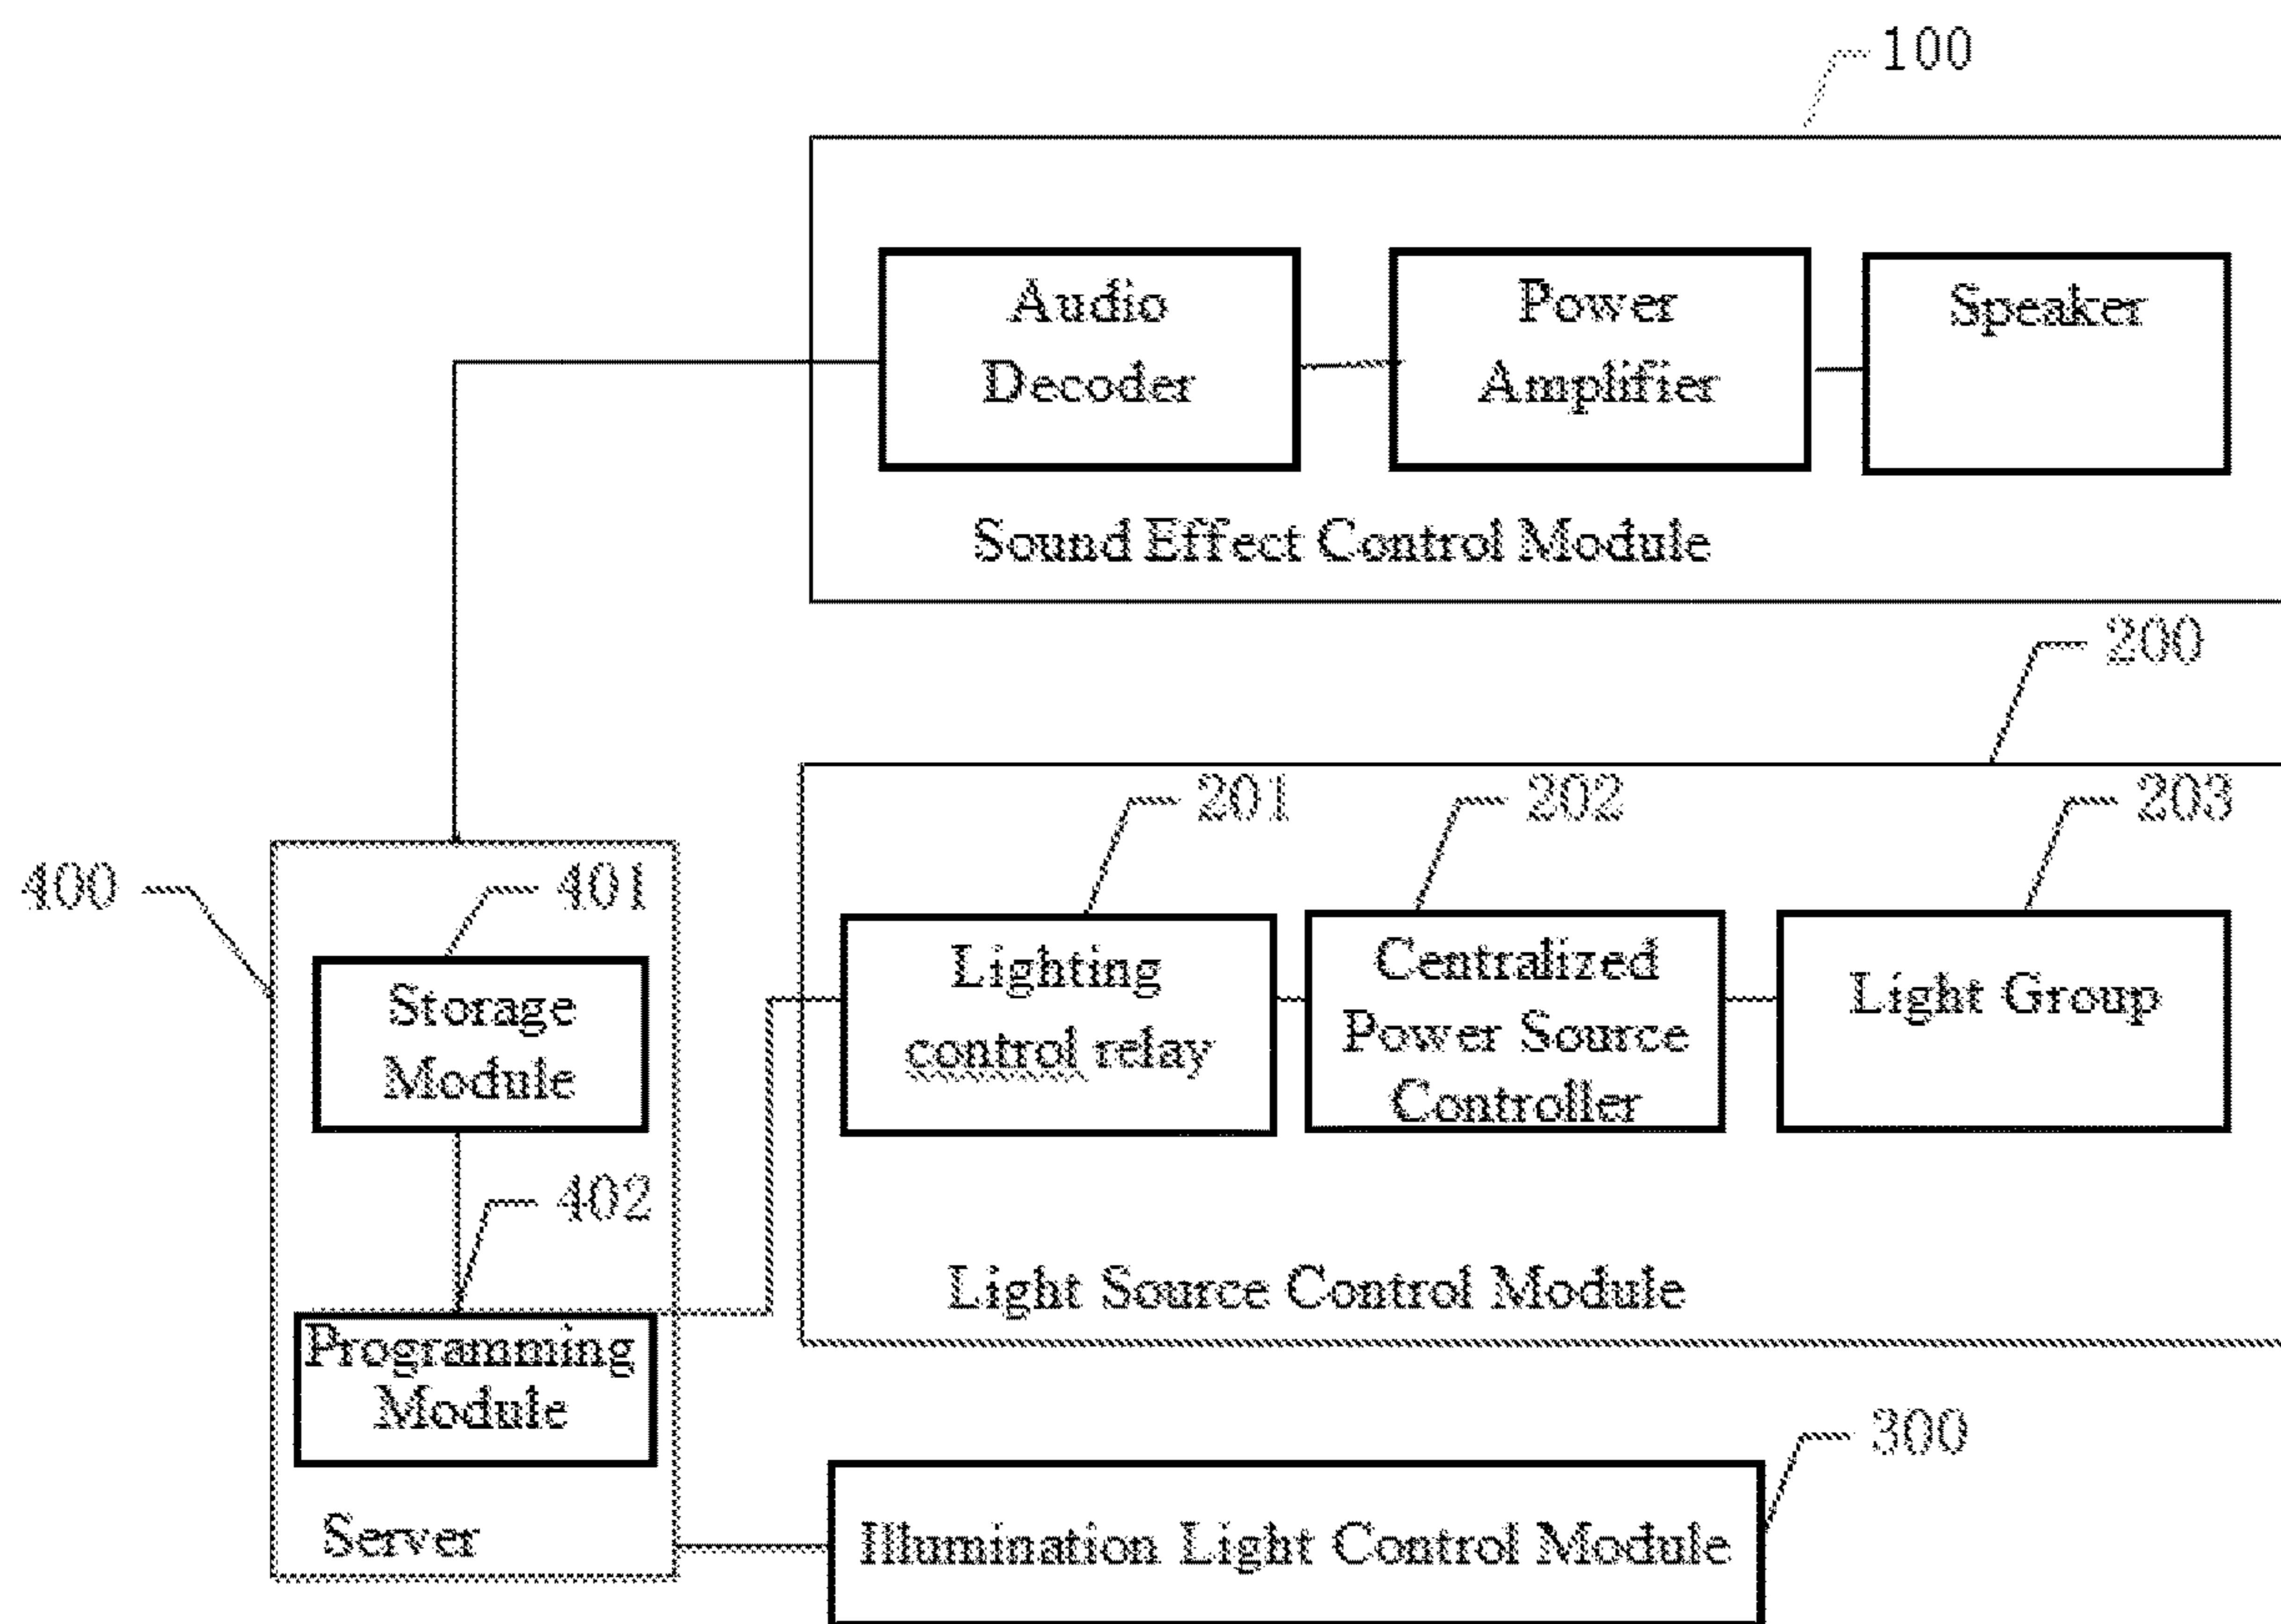 100
Audio
Decoder
Power
Amplifier
Speaker
Sound Effect Control Module
200
201
202
203
Lighting
control relay
Centralized
Power Source
Controller
Light Group
Light Source Control Module
400
401
Storage
Module
402
Programming
Module
Server
300
Illumination Light Control Module